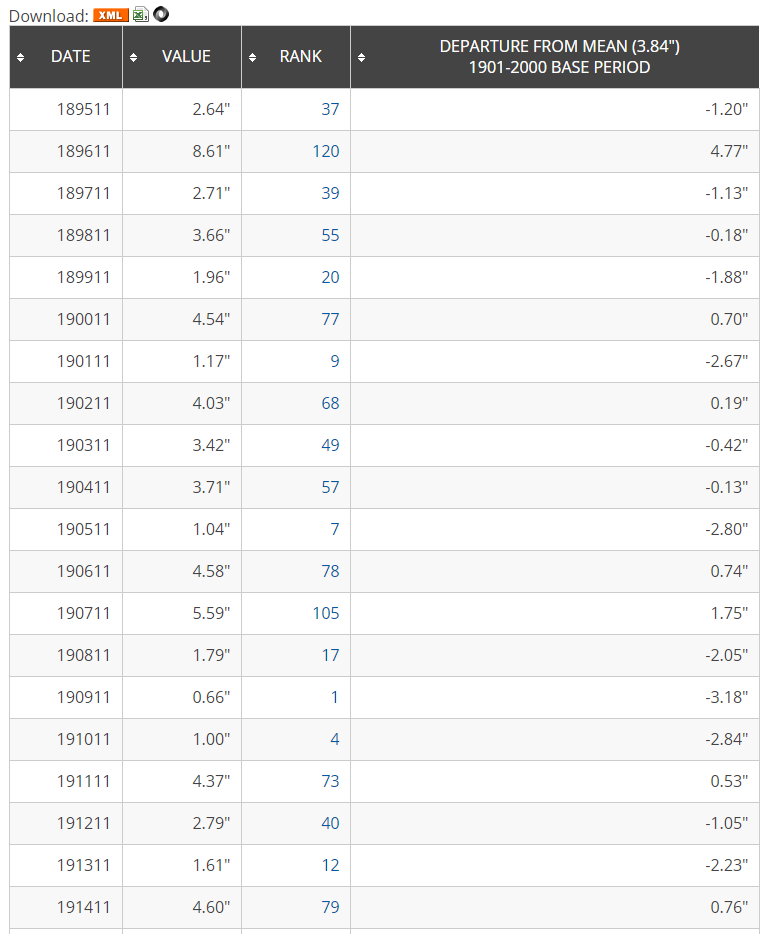 Download: XML ,
DATE VALUE RANK DEPARTURE FROM MEAN (3.84")
1901-2000 BASE PERIOD
189511 2.64" 37 -1.20"
189611 8.61" 120 4.77"
189711 2.71" 39 -1.13"
189811 3.66" 55 -0.18"
189911 1.96" 20 -1.88"
190011 4.54" 77 0.70"
190111 1.17" 9 -2.67"
190211 4.03" 68 0.19"
190311 3.42" 49 -0.42"
190411 3.71" 57 -0.13"
190511 1.04" 7 -2.80"
190611 4.58" 78 0.74"
190711 5.59" 105 1.75"
190811 1.79" 17 -2.05"
190911 0.66" 1 -3.18"
191011 1.00" 4 -2.84"
191111 4.37" 73 0.53"
191211 2.79" 40 -1.05"
191311 1.61" 12 -2.23"
191411 4.60" 79 0.76"